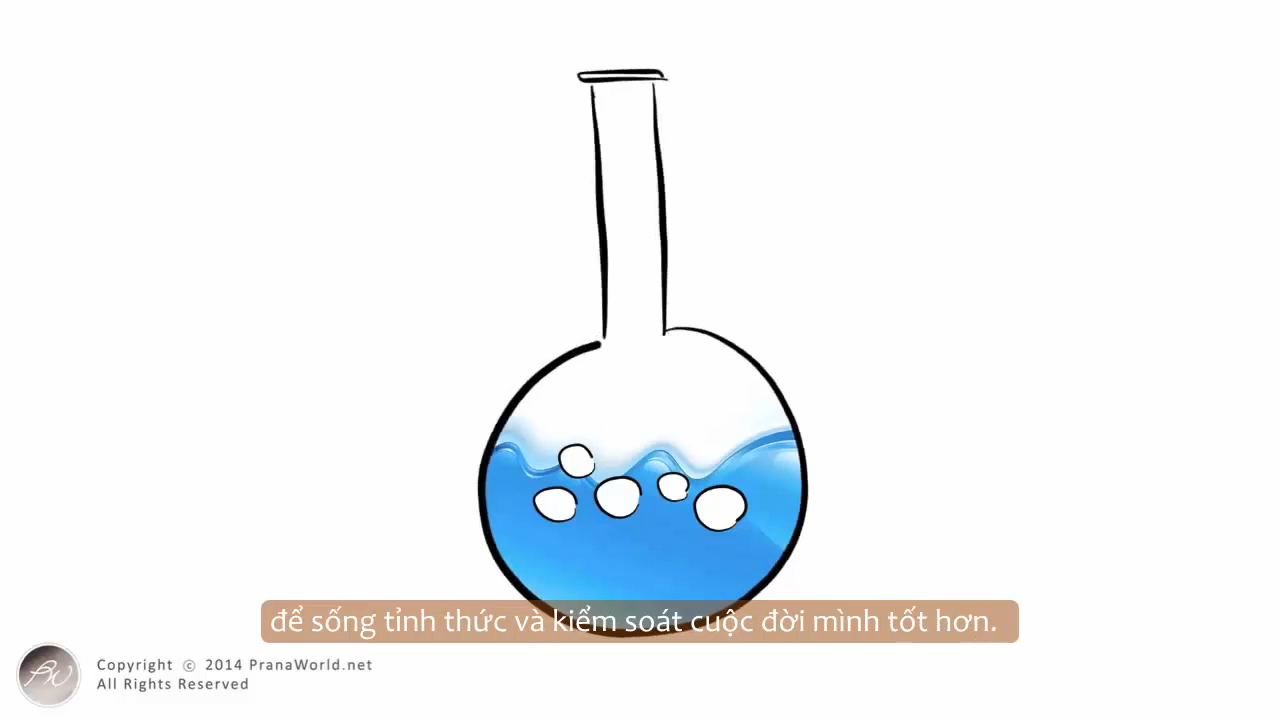 để sống tỉnh thức và kiểm soát cuộc đời mình tốt hơn.
Copyright © 2014 PranaWorld.net
All Rights Reserved